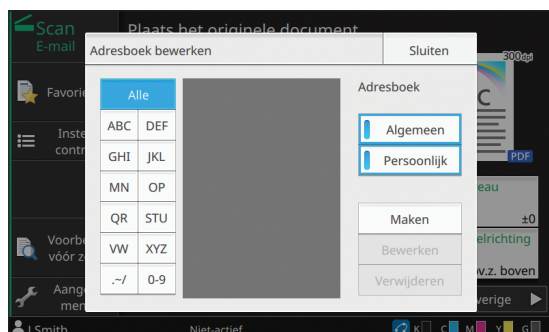 Scan
E-mail
Plaats het originele document
Adresboek bewerken
Sluiten
300dpi
Favorie
Inste
contr
Voorbe
vóór z
Aang
men
Alle
ABC DEF
GHI JKL
MN OP
QR STU
VW XYZ
.~/ 0-9
Adresboek
Algemeen
Persoonlijk
Maken
Bewerken
Verwijderen
C
PDF
eau
±0
elrichting
ov.z. boven
verige
J.Smith
Niet-actief
K C M Y G